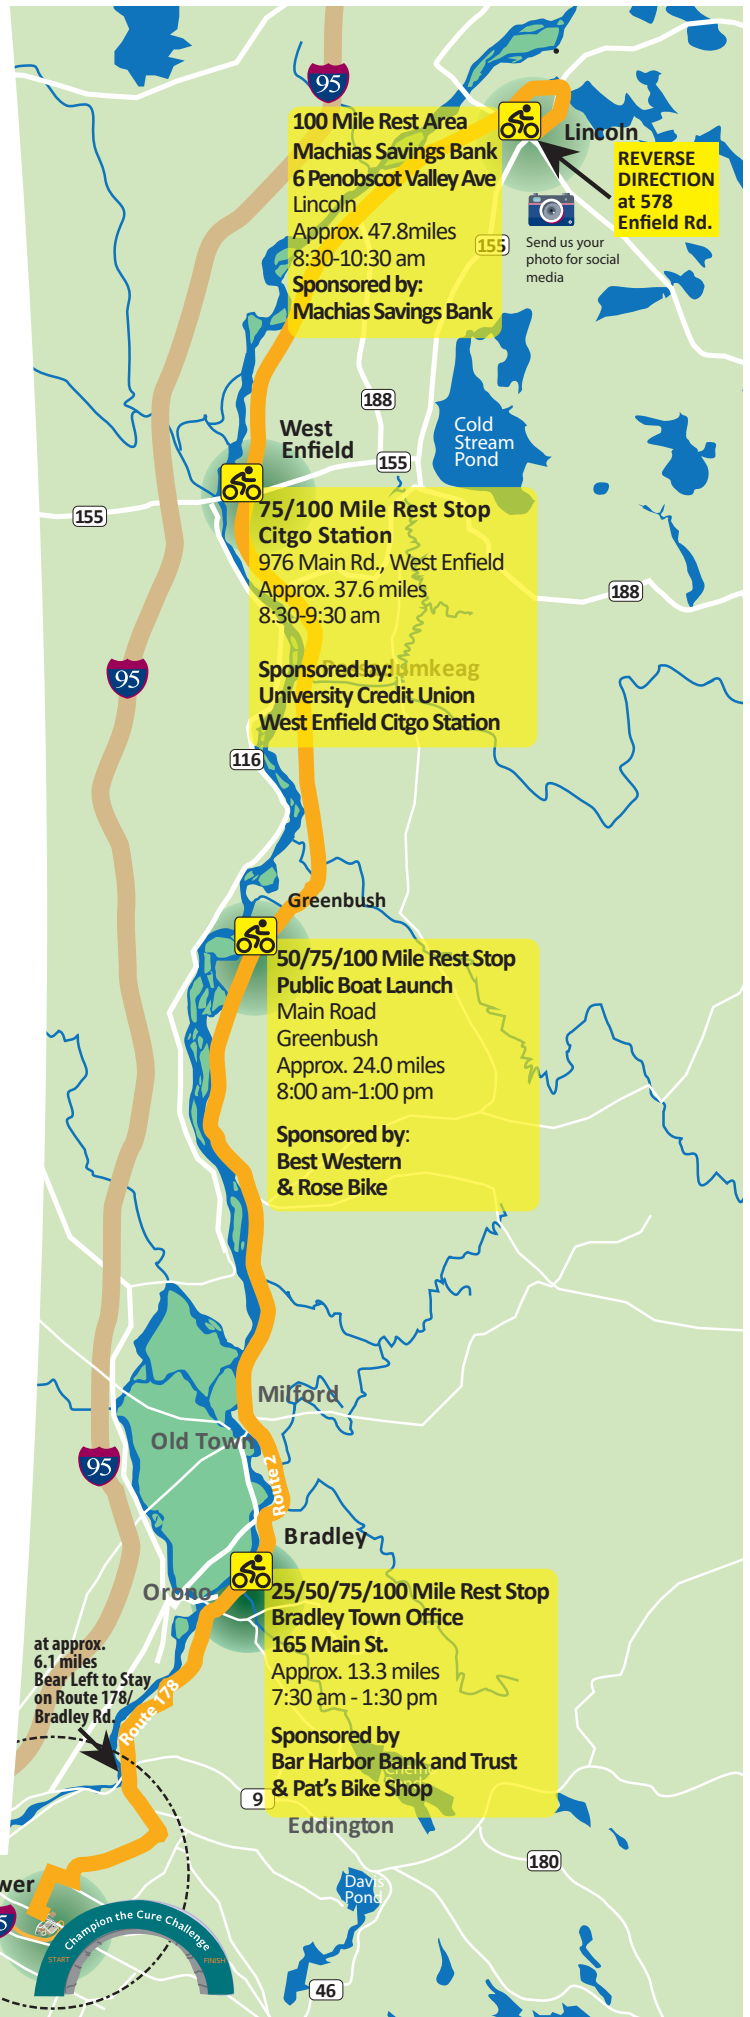 95
100 Mile Rest Area
Machias Savings Bank
6 Penobscot Valley Ave
Lincoln
Approx. 47.8miles
8:30-10:30 am
Sponsored by:
Machias Savings Bank
Lincoln
REVERSE
DIRECTION
at 578
Enfield Rd.
155
Send us your
photo for social
media
188
West
Enfield
155
Cold
Stream
Pond
155
75/100 Mile Rest Stop
Citgo Station
976 Main Rd., West Enfield
Approx. 37.6 miles
8:30-9:30 am
188
95
Sponsored by:
University Credit Union
West Enfield Citgo Station
116
Greenbush
50/75/100 Mile Rest Stop
Public Boat Launch
Main Road
Greenbush
Approx. 24.0 miles
8:00 am-1:00 pm
Sponsored by:
Best Western
& Rose Bike
Milford
Old Town
95
Route 2
Bradley
Orono
25/50/75/100 Mile Rest Stop
Bradley Town Office
165 Main St.
Approx. 13.3 miles
7:30 am - 1:30 pm
Sponsored by
Bar Harbor Bank and Trust
& Pat's Bike Shop
at approx.
6.1 miles
Bear Left to Stay
on Route 178/
Bradley Rd.
Route 178
9
Eddington
180
wer
5
Davis
Pond
Champion the Cure Challenge
START
FINISH
46